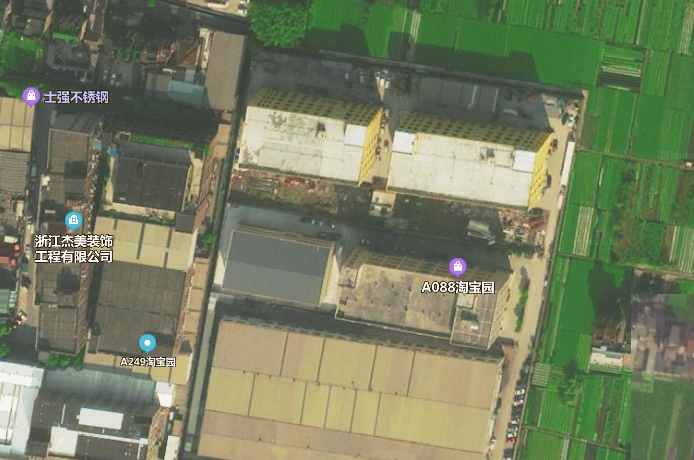 士强不锈钢
浙江杰美装饰
工程有限公司
A088淘宝园
A249淘宝园